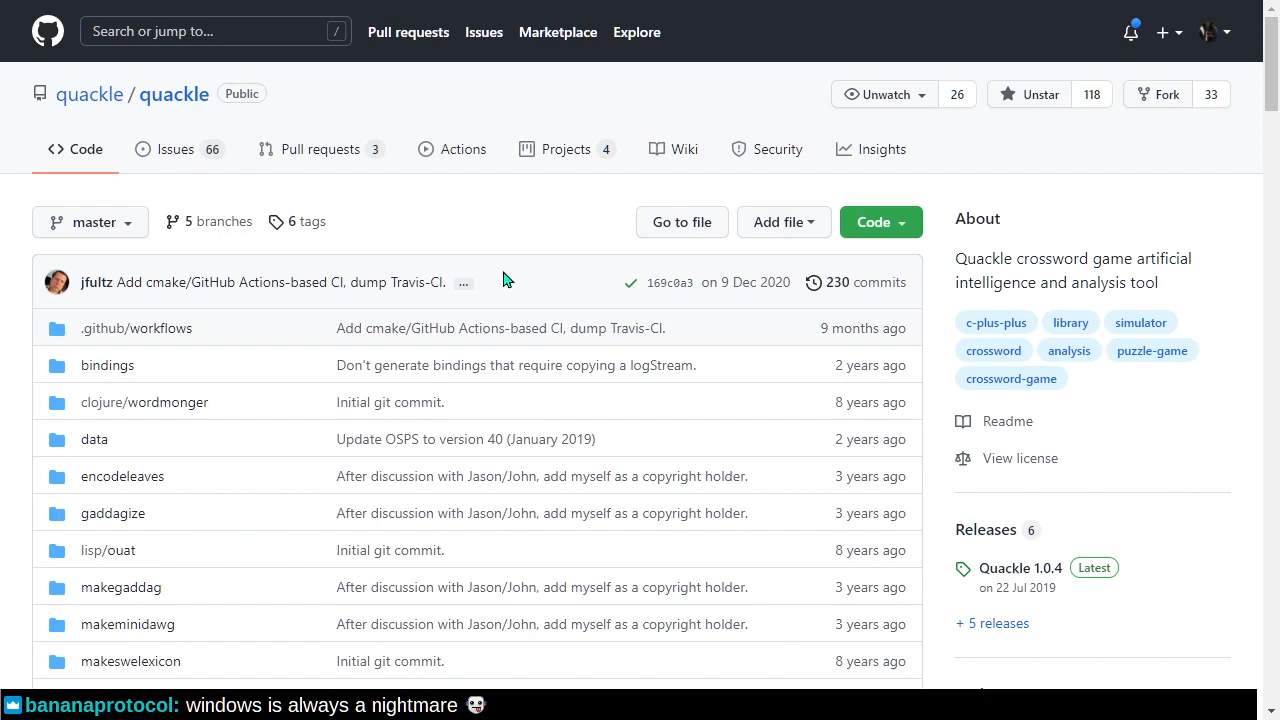 Search or jump to... /
Pull requests Issues Marketplace Explore
quackle / quackle Public
Unwatch 26 Unstar 118 Fork 33
Code Issues 66 Pull requests 3 Actions Projects 4 Wiki Security Insights
master 5 branches 6 tags Go to file Add file Code
jfultz Add cmake/GitHub Actions-based CI, dump Travis-CI. ... 169c0a3 on 9 Dec 2020 230 commits
.github/workflows Add cmake/GitHub Actions-based CI, dump Travis-CI. 9 months ago
bindings Don't generate bindings that require copying a logStream. 2 years ago
clojure/wordmonger Initial git commit. 8 years ago
data Update OSPS to version 40 (January 2019) 2 years ago
encodeleaves After discussion with Jason/John, add myself as a copyright holder. 3 years ago
gaddagize After discussion with Jason/John, add myself as a copyright holder. 3 years ago
lisp/ouat Initial git commit. 8 years ago
makegaddag After discussion with Jason/John, add myself as a copyright holder. 3 years ago
makeminidawg After discussion with Jason/John, add myself as a copyright holder. 3 years ago
makeswelexicon Initial git commit. 8 years ago
About
Quackle crossword game artificial
intelligence and analysis tool
c-plus-plus library simulator
crossword analysis puzzle-game
crossword-game
Readme
View license
Releases 6
Quackle 1.0.4 Latest
on 22 Jul 2019
+ 5 releases
bananaprotocol: windows is always a nightmare